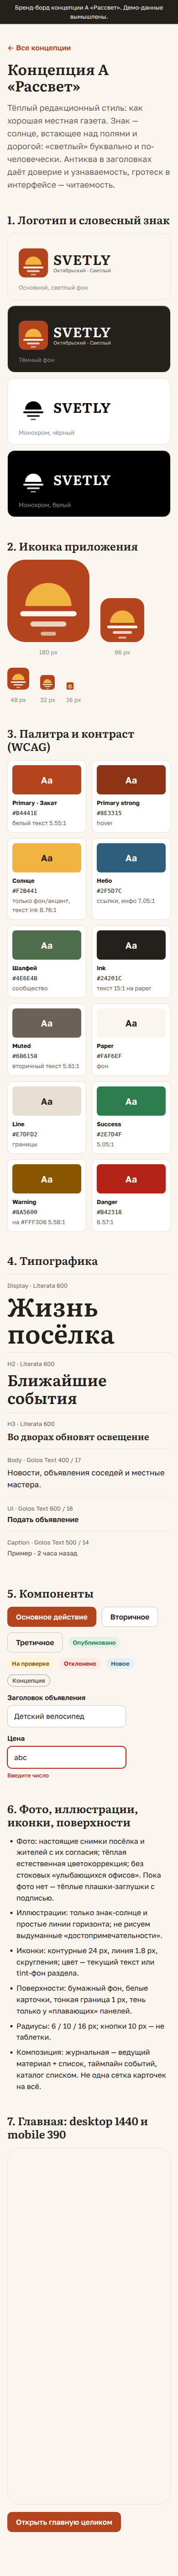 Бренд-борд концепции А «Рассвет». Демо-данные
вымышлены.
← Все концепции
Концепция А
«Рассвет»
Тёплый редакционный стиль: как
хорошая местная газета. Знак —
солнце, встающее над полями и
дорогой: «светлый» буквально и по-
человечески. Антиква в заголовках
даёт доверие и узнаваемость, гротеск в
интерфейсе — читаемость.
1. Логотип и словесный знак
SVETLY
Октябрьский · Светлый
Основной, светлый фон
SVETLY
Октябрьский · Светлый
Тёмный фон
SVETLY
Монохром, чёрный
SVETLY
Монохром, белый
2. Иконка приложения
180 px
96 px
48 px
32 px
16 px
3. Палитра и контраст
(WCAG)
Aa
Primary · Закат
#B4441E
белый текст 5.55:1
Aa
Primary strong
#8E3315
hover
Aa
Солнце
#F2B441
только фон/акцент,
текст ink 8.76:1
Aa
Небо
#2F5D7C
ссылки, инфо 7.05:1
Aa
Шалфей
#4E6E4B
сообщество
Aa
Ink
#24201C
текст 15:1 на paper
Aa
Muted
#6B6158
вторичный текст 5.61:1
Aa
Paper
#FAF6EF
фон
Aa
Line
#E7DFD2
границы
Aa
Success
#2E7D4F
5.05:1
Aa
Warning
#8A5600
на #FFF3D6 5.58:1
Aa
Danger
#B42318
6.57:1
4. Типографика
Display · Literata 600
Жизнь
посёлка
H2 · Literata 600
Ближайшие
события
H3 · Literata 600
Во дворах обновят освещение
Body · Golos Text 400 / 17
Новости, объявления соседей и местные
мастера.
UI · Golos Text 600 / 16
Подать объявление
Caption · Golos Text 500 / 14
Пример · 2 часа назад
5. Компоненты
Основное действие
Вторичное
Третичное
Опубликовано
На проверке
Отклонено
Новое
Концепция
Заголовок объявления
Детский велосипед
Цена
abc
Введите число
6. Фото, иллюстрации,
иконки, поверхности
• Фото: настоящие снимки посёлка и
жителей с их согласия; тёплая
естественная цветокоррекция; без
стоковых «улыбающихся офисов». Пока
фото нет — тёплые плашки-заглушки с
подписью.
• Иллюстрации: только знак-солнце и
простые линии горизонта; не рисуем
выдуманные «достопримечательности».
• Иконки: контурные 24 px, линия 1.8 px,
скругления; цвет — текущий текст или
tint-фон раздела.
• Поверхности: бумажный фон, белые
карточки, тонкая граница 1 px, тень
только у «плавающих» панелей.
• Радиусы: 6 / 10 / 16 px; кнопки 10 px — не
таблетки.
• Композиция: журнальная — ведущий
материал + список, таймлайн событий,
каталог списком. Не одна сетка карточек
на всё.
7. Главная: desktop 1440 и
mobile 390
Открыть главную целиком